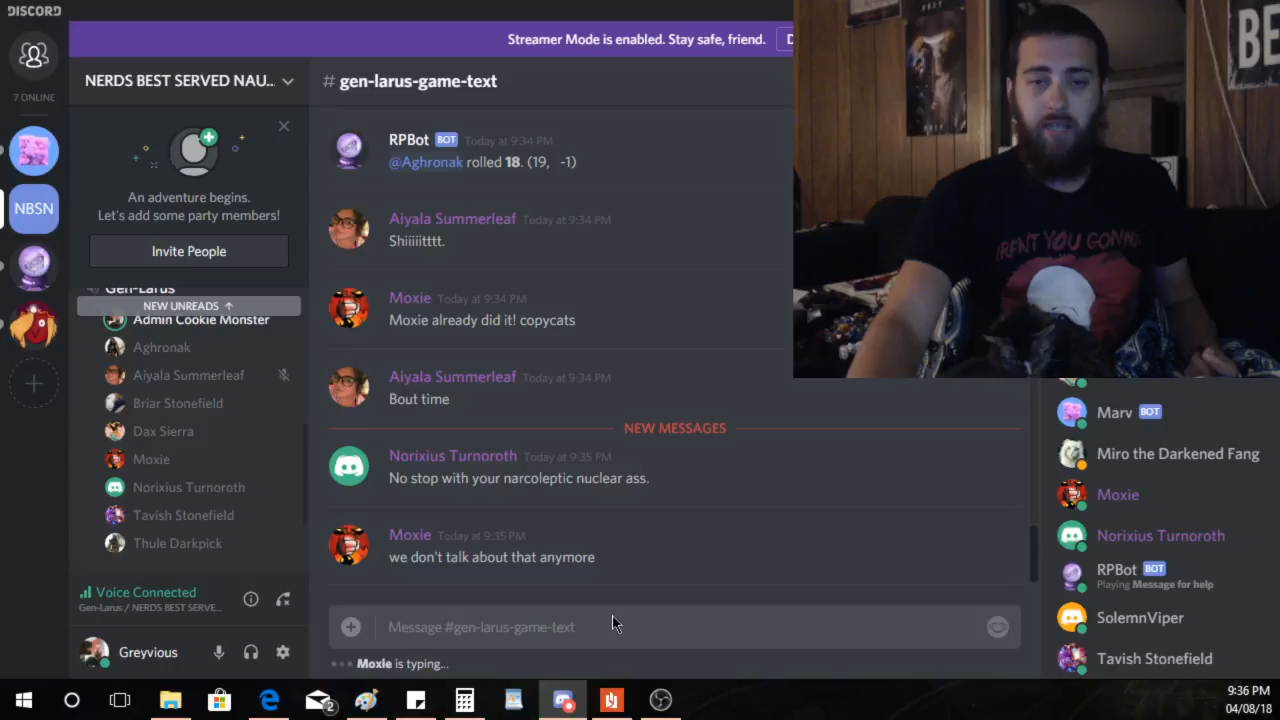 DISCORD
7 ONLINE
NBSN
Streamer Mode is enabled. Stay safe, friend.
D
NERDS BEST SERVED NAU...
An adventure begins.
Let's add some party members!
Invite People
Gen-Larus
NEW UNREADS ↑
Admin Cookie Monster
Aghronak
Aiyala Summerleaf
Briar Stonefield
Dax Sierra
Moxie
Norixius Turnoroth
Tavish Stonefield
Thule Darkpick
Voice Connected
Gen-Larus / NERDS BEST SERVE...
Greyvious
# gen-larus-game-text
RPBot BOT Today at 9:34 PM
@Aghronak rolled 18. (19, -1)
Aiyala Summerleaf Today at 9:34 PM
Shiiiiitttt.
Moxie Today at 9:34 PM
Moxie already did it! copycats
Aiyala Summerleaf Today at 9:34 PM
Bout time
NEW MESSAGES
Norixius Turnoroth Today at 9:35 PM
No stop with your narcoleptic nuclear ass.
Moxie Today at 9:35 PM
we don't talk about that anymore
Message #gen-larus-game-text
Moxie is typing...
BE
ARENT YOU GONNA
Marv BOT
Miro the Darkened Fang
Moxie
Norixius Turnoroth
RPBot BOT
Playing Message for help
SolemnViper
Tavish Stonefield
2
9:36 PM
04/08/18